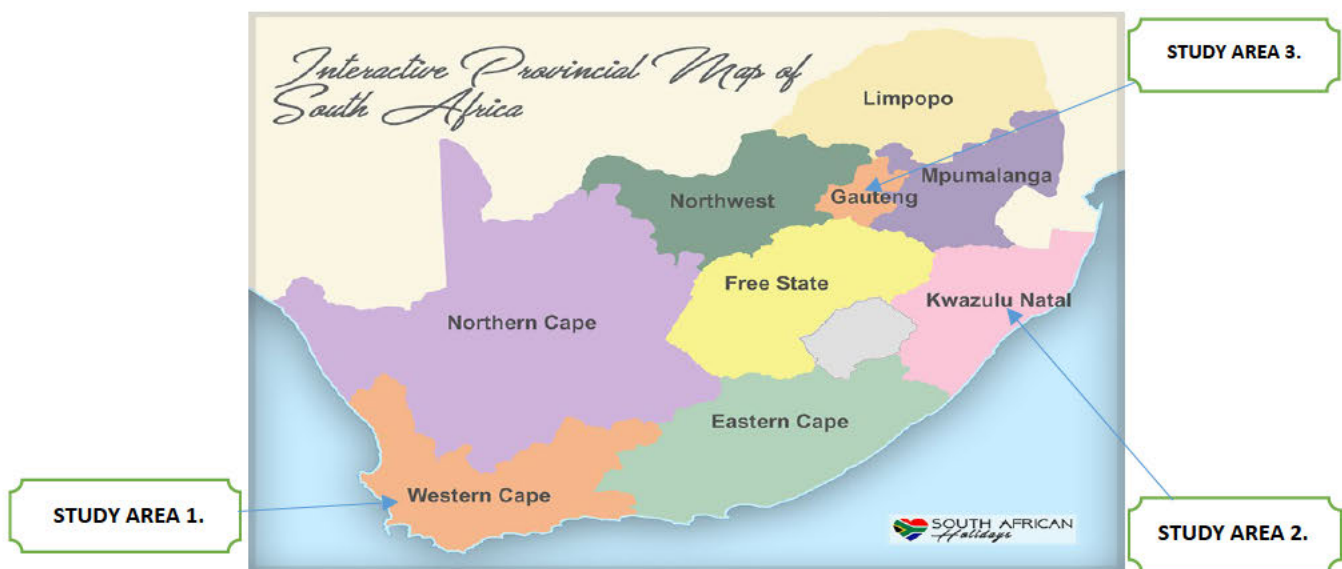 Interactive Provincial Map of
South Africa
STUDY AREA 3.
Limpopo
Mpumalanga
Gauteng
Northwest
Free State
Kwazulu Natal
Northern Cape
Eastern Cape
Western Cape
STUDY AREA 1.
SOUTH AFRICAN
Holidays
STUDY AREA 2.